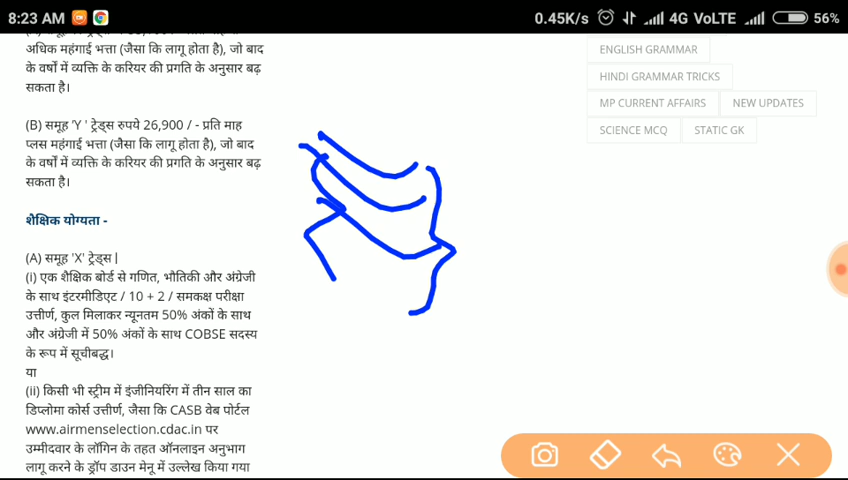 8:23 AM
0.45K/s 4G VoLTE 56%
अधिक महंगाई भत्ता (जैसा कि लागू होता है), जो बाद
के वर्षों में व्यक्ति के करियर की प्रगति के अनुसार बढ़
सकता है।
(B) समूह 'Y ' ट्रेड्स रुपये 26,900 / - प्रति माह
प्लस महंगाई भत्ता (जैसा कि लागू होता है), जो बाद
के वर्षों में व्यक्ति के करियर की प्रगति के अनुसार बढ़
सकता है।
शैक्षिक योग्यता -
(A) समूह 'X' ट्रेड्स |
(i) एक शैक्षिक बोर्ड से गणित, भौतिकी और अंग्रेजी
के साथ इंटरमीडिएट / 10 + 2 / समकक्ष परीक्षा
उत्तीर्ण, कुल मिलाकर न्यूनतम 50% अंकों के साथ
और अंग्रेजी में 50% अंकों के साथ COBSE सदस्य
के रूप में सूचीबद्ध।
या
(ii) किसी भी स्ट्रीम में इंजीनियरिंग में तीन साल का
डिप्लोमा कोर्स उत्तीर्ण, जैसा कि CASB वेब पोर्टल
www.airmenselection.cdac.in पर
उम्मीदवार के लॉगिन के तहत ऑनलाइन अनुभाग
लागू करने के ड्रॉप डाउन मेनू में उल्लेख किया गया
ENGLISH GRAMMAR
HINDI GRAMMAR TRICKS
MP CURRENT AFFAIRS NEW UPDATES
SCIENCE MCQ STATIC GK